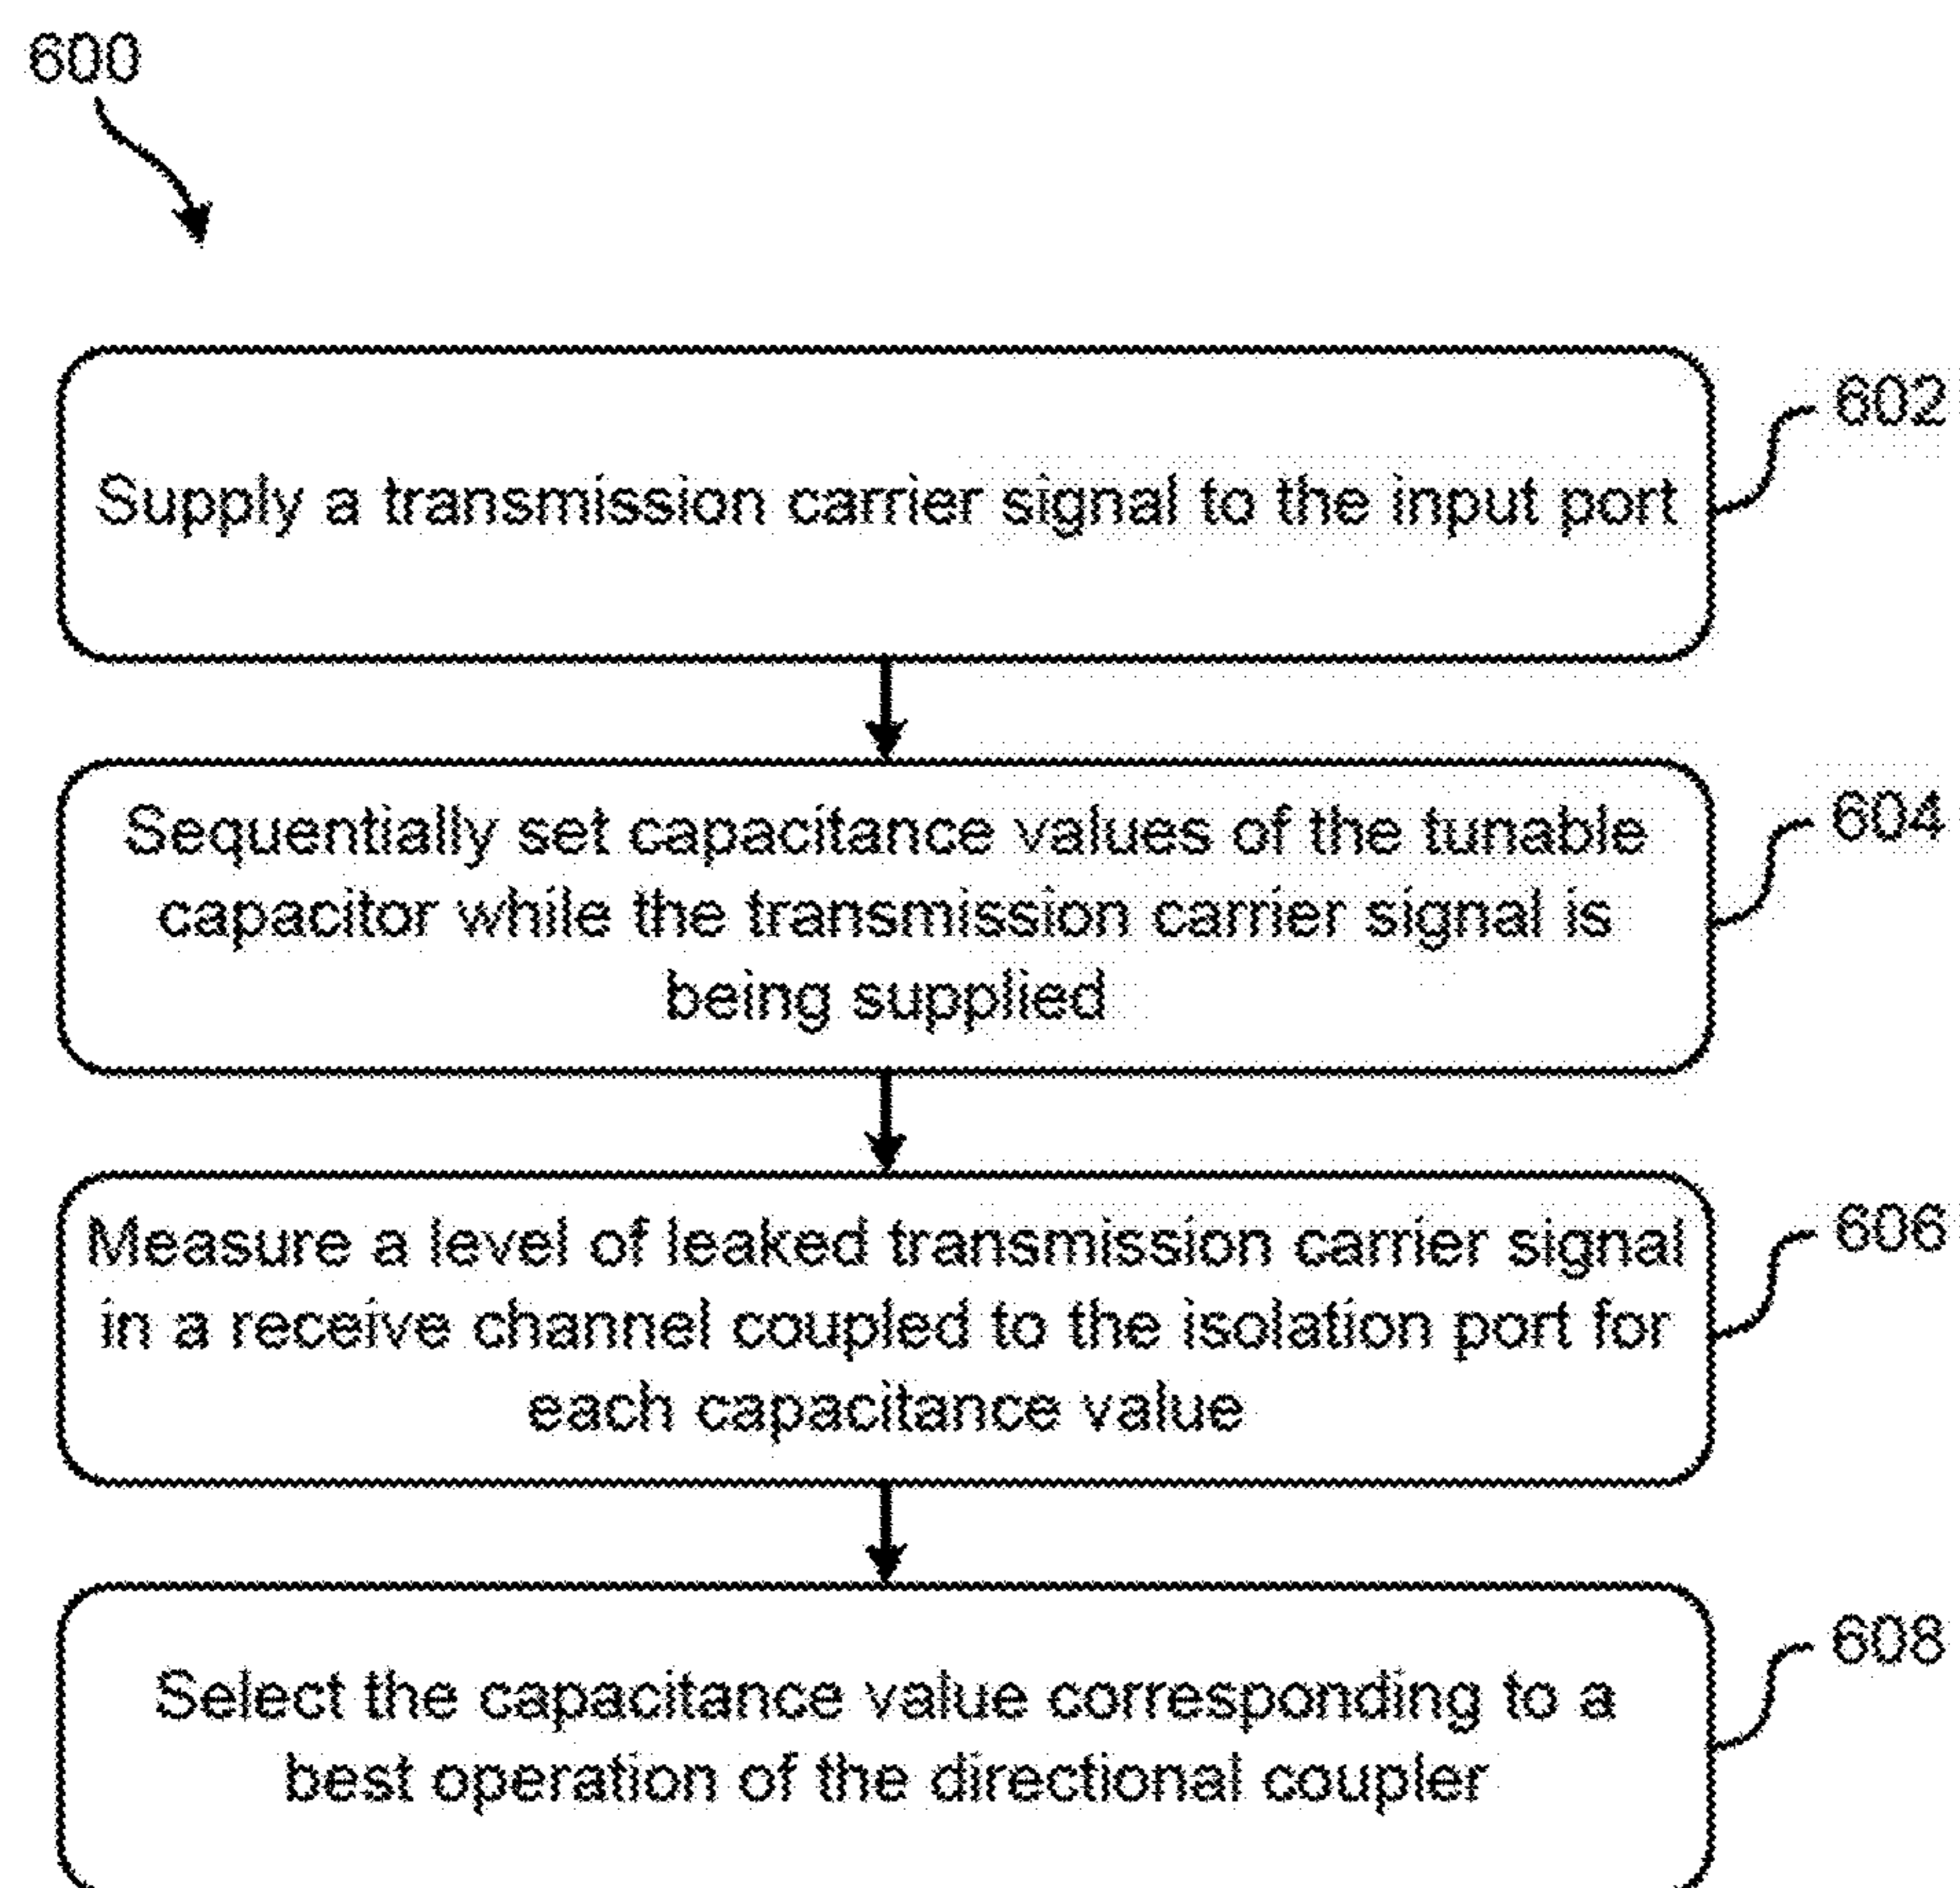 600
602
Supply a transmission carrier signal to the input port
604
Sequentially set capacitance values of the tunable
capacitor while the transmission carrier signal is
being supplied
606
Measure a level of leaked transmission carrier signal
in a receive channel coupled to the isolation port for
each capacitance value
608
Select the capacitance value corresponding to a
best operation of the directional coupler